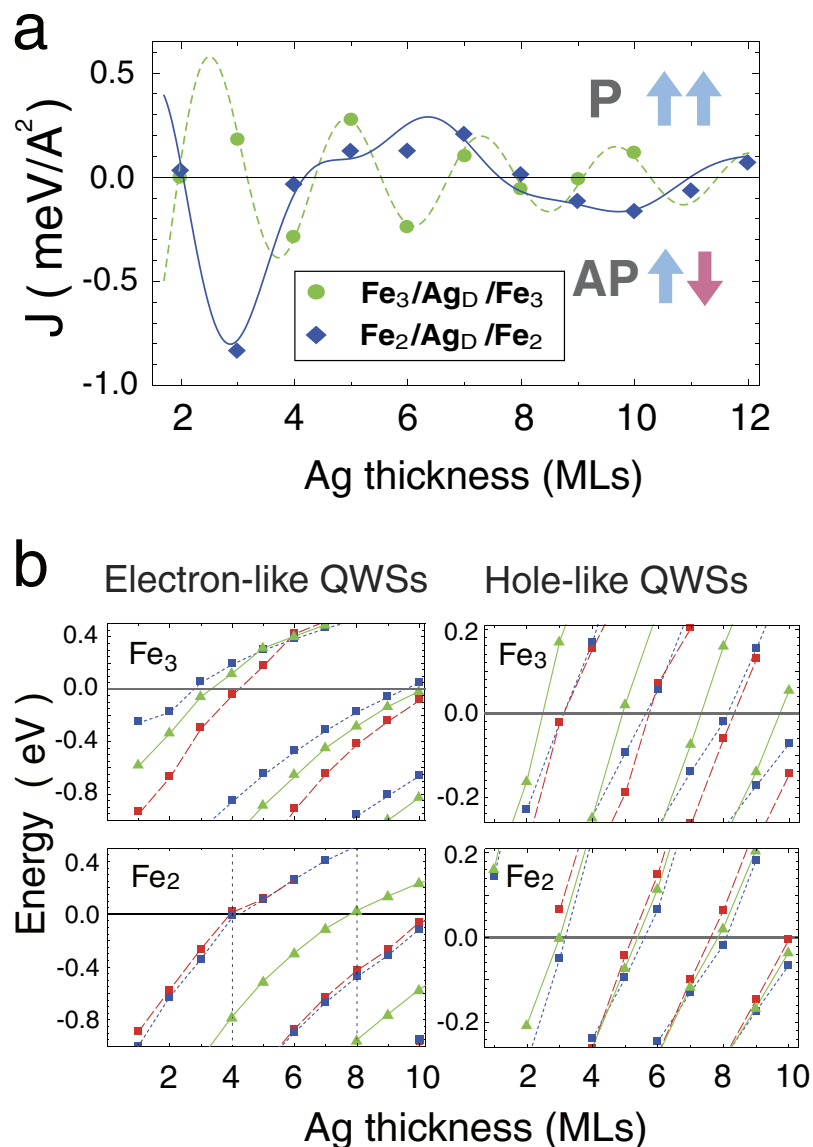 a
0.5
0.0
-0.5
-1.0
J ( meV/A²)
P
AP
Fe₃/Ag_D/Fe₃
Fe₂/Ag_D/Fe₂
2 4 6 8 10 12
Ag thickness (MLs)
b
Electron-like QWSs
Hole-like QWSs
Energy ( eV)
0.4
0.0
-0.4
-0.8
Fe₃
0.2
0.0
-0.2
Fe₃
0.4
0.0
-0.4
-0.8
Fe₂
0.2
0.0
-0.2
Fe₂
2 4 6 8 10
2 4 6 8 10
Ag thickness (MLs)